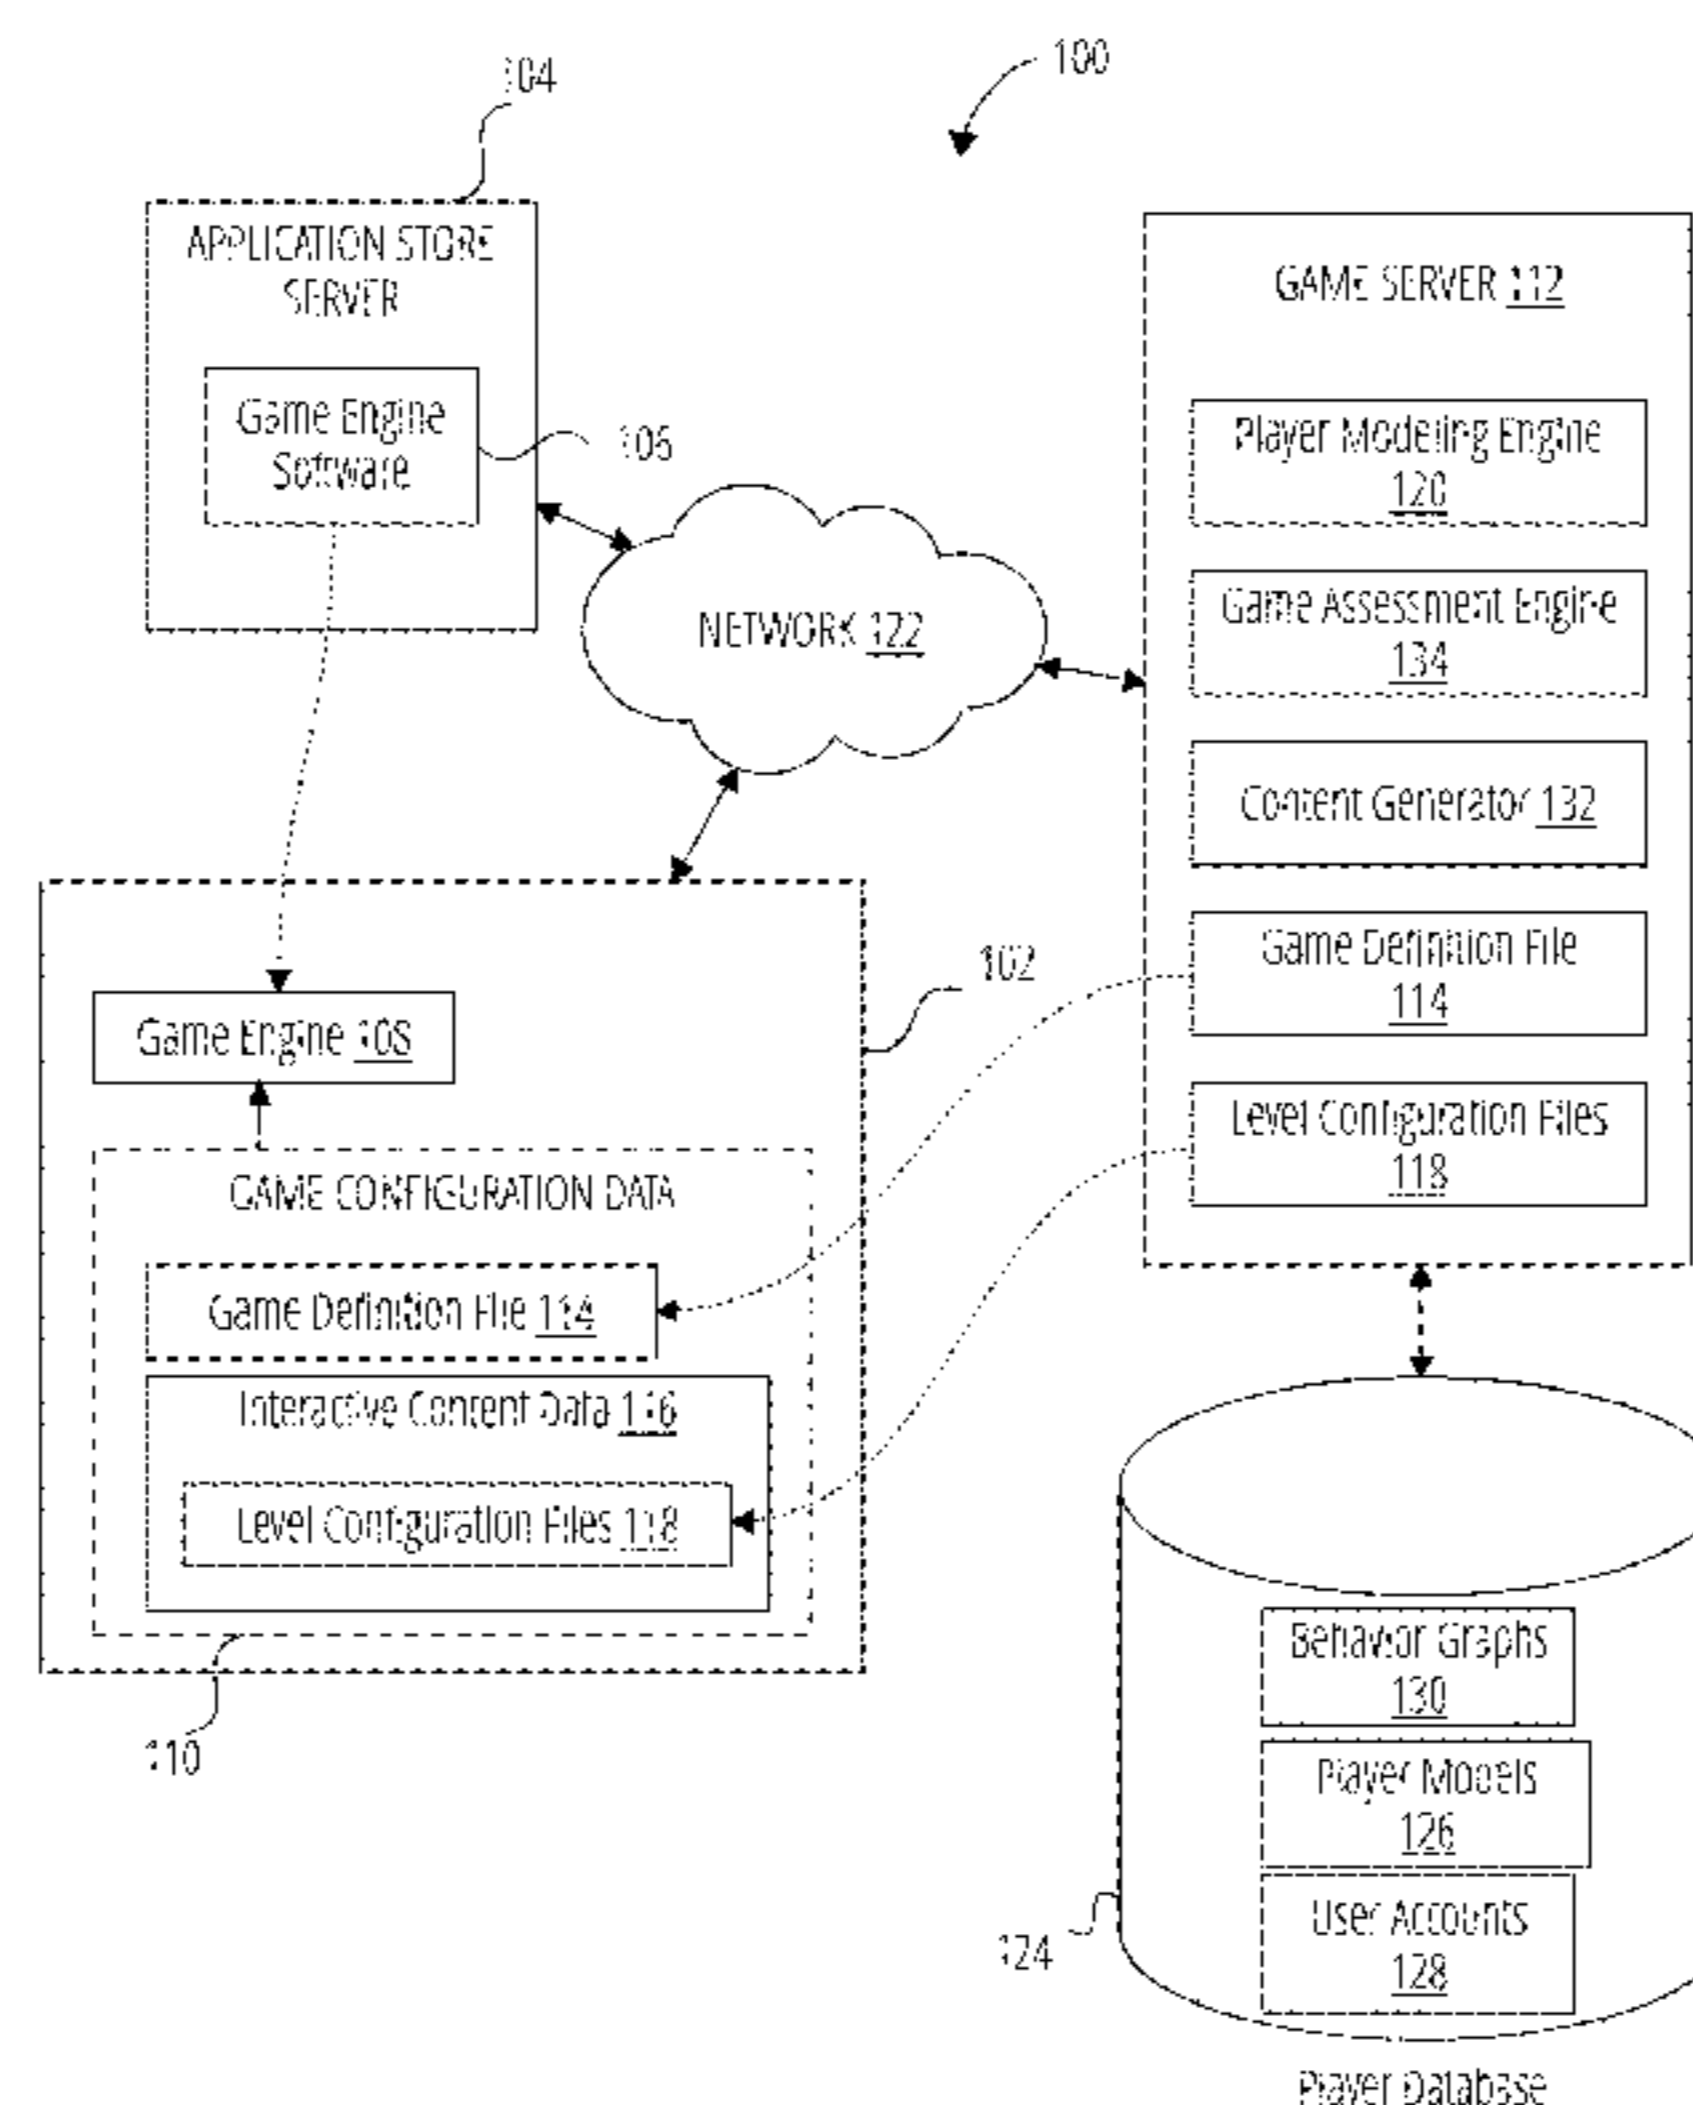 100
104
APPLICATION STORE
SERVER
Game Engine
Software
106
NETWORK 122
GAME SERVER 112
Player Modeling Engine
120
Game Assessment Engine
134
Content Generator 132
Game Definition File
114
Level Configuration Files
118
102
Game Engine 108
GAME CONFIGURATION DATA
Game Definition File 114
Interactive Content Data 116
Level Configuration Files 118
110
Behavior Graphs
130
Player Models
126
User Accounts
128
124
Player Database